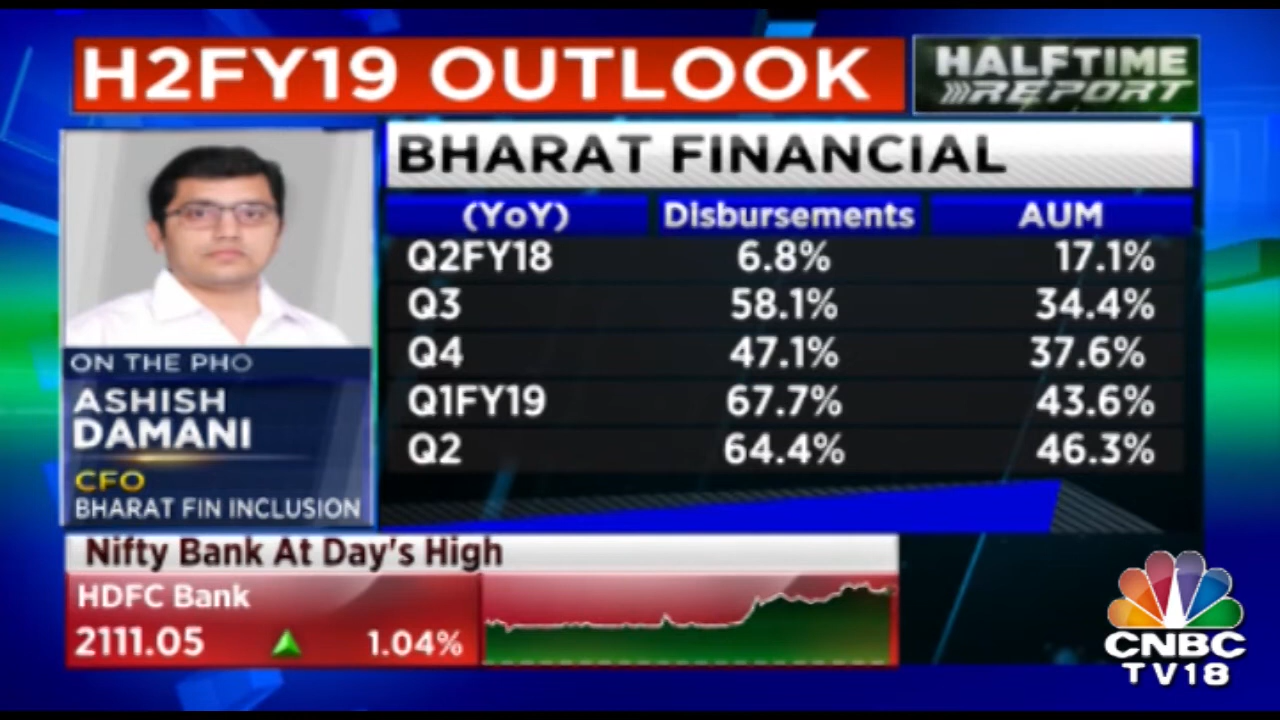 H2FY19 OUTLOOK
HALFTIME
REPORT
BHARAT FINANCIAL
(YoY) Disbursements AUM
Q2FY18 6.8% 17.1%
Q3 58.1% 34.4%
Q4 47.1% 37.6%
Q1FY19 67.7% 43.6%
Q2 64.4% 46.3%
ON THE PHO
ASHISH
DAMANI
CFO
BHARAT FIN INCLUSION
Nifty Bank At Day's High
HDFC Bank
2111.05 1.04%
CNBC
TV18